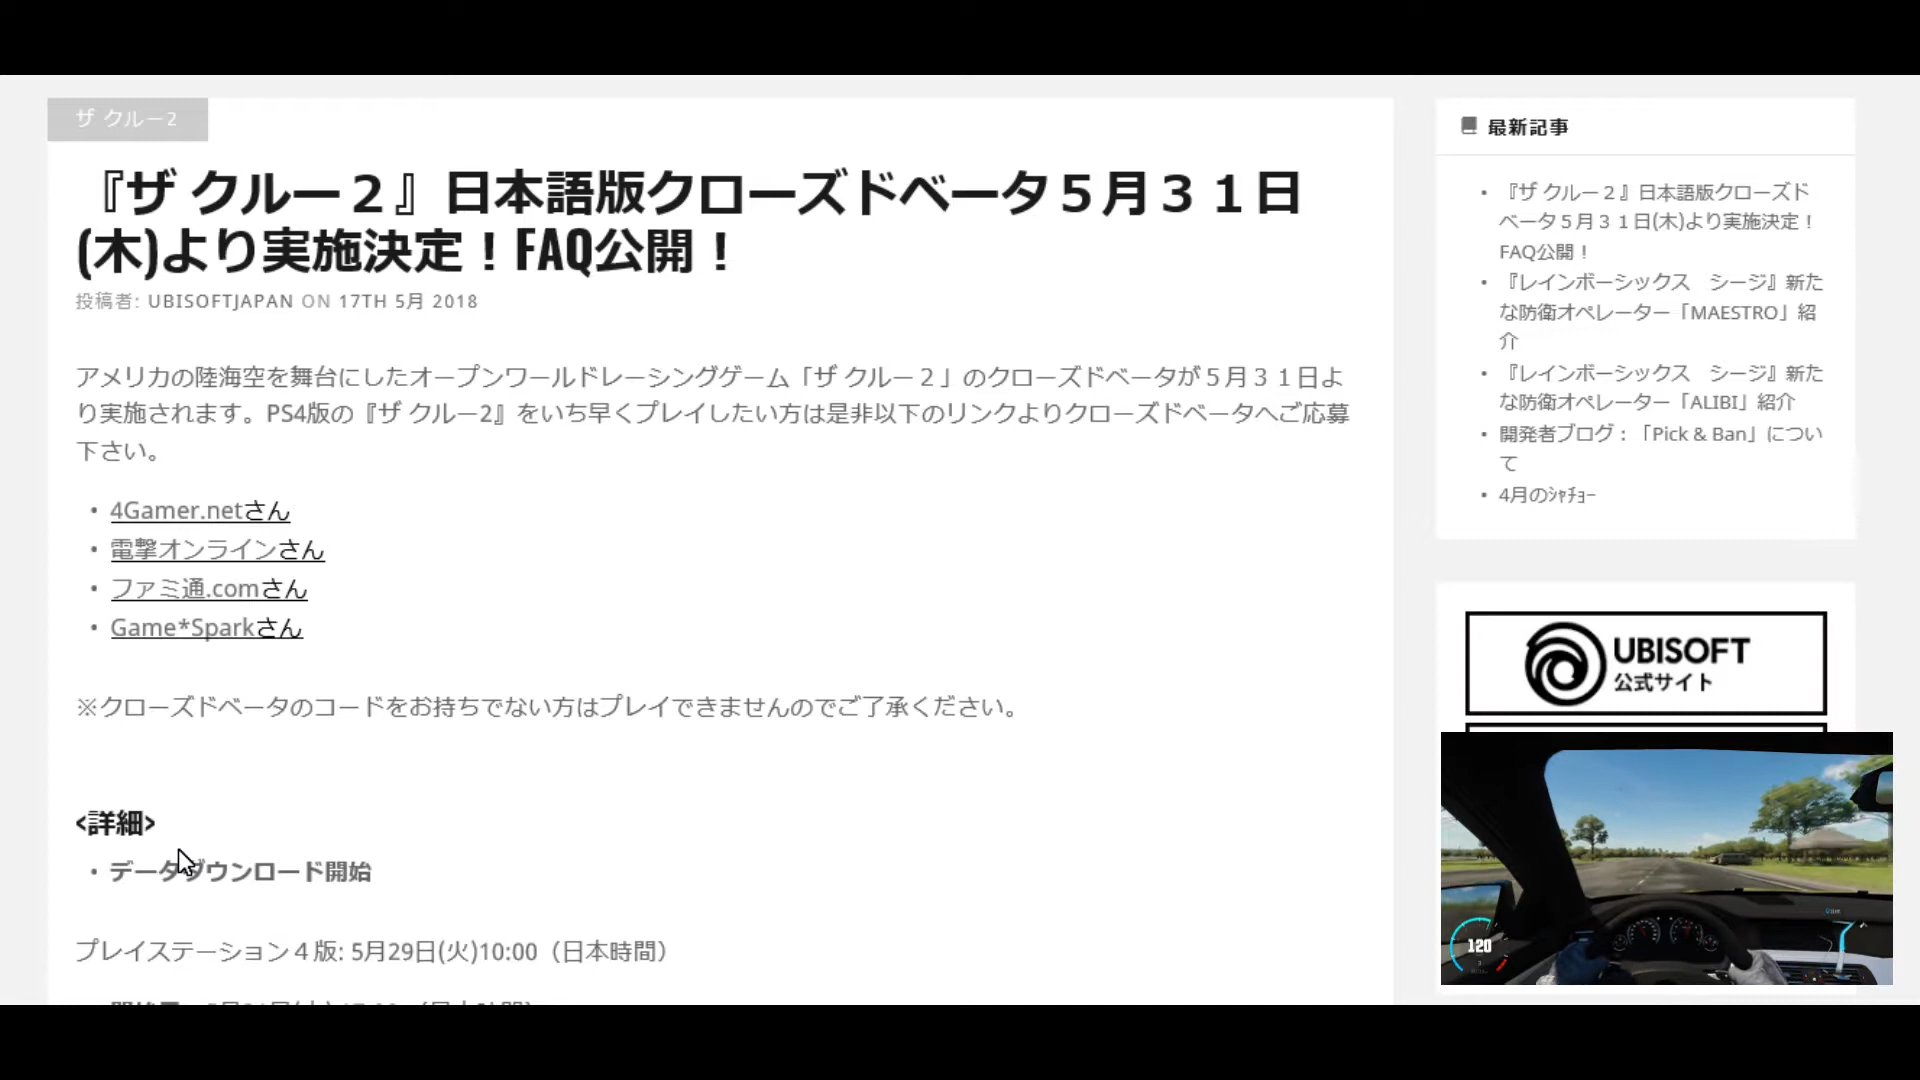 ザ クルー2
『ザ クルー２』日本語版クローズドベータ５月３１日
(木)より実施決定！FAQ公開！
投稿者: UBISOFTJAPAN ON 17TH 5月 2018
アメリカの陸海空を舞台にしたオープンワールドレーシングゲーム「ザ クルー２」のクローズドベータが５月３１日よ
り実施されます。PS4版の『ザ クルー2』をいち早くプレイしたい方は是非以下のリンクよりクローズドベータへご応募
下さい。
・4Gamer.netさん
・電撃オンラインさん
・ファミ通.comさん
・Game*Sparkさん
※クローズドベータのコードをお持ちでない方はプレイできませんのでご了承ください。
<詳細>
・データダウンロード開始
プレイステーション４版: 5月29日(火)10:00（日本時間）
最新記事
・『ザ クルー２』日本語版クローズド
ベータ５月３１日(木)より実施決定！
FAQ公開！
・『レインボーシックス　シージ』新た
な防衛オペレーター「MAESTRO」紹
介
・『レインボーシックス　シージ』新た
な防衛オペレーター「ALIBI」紹介
・開発者ブログ：「Pick & Ban」につい
て
・4月のｼｬﾁｮｰ
UBISOFT
公式サイト
120